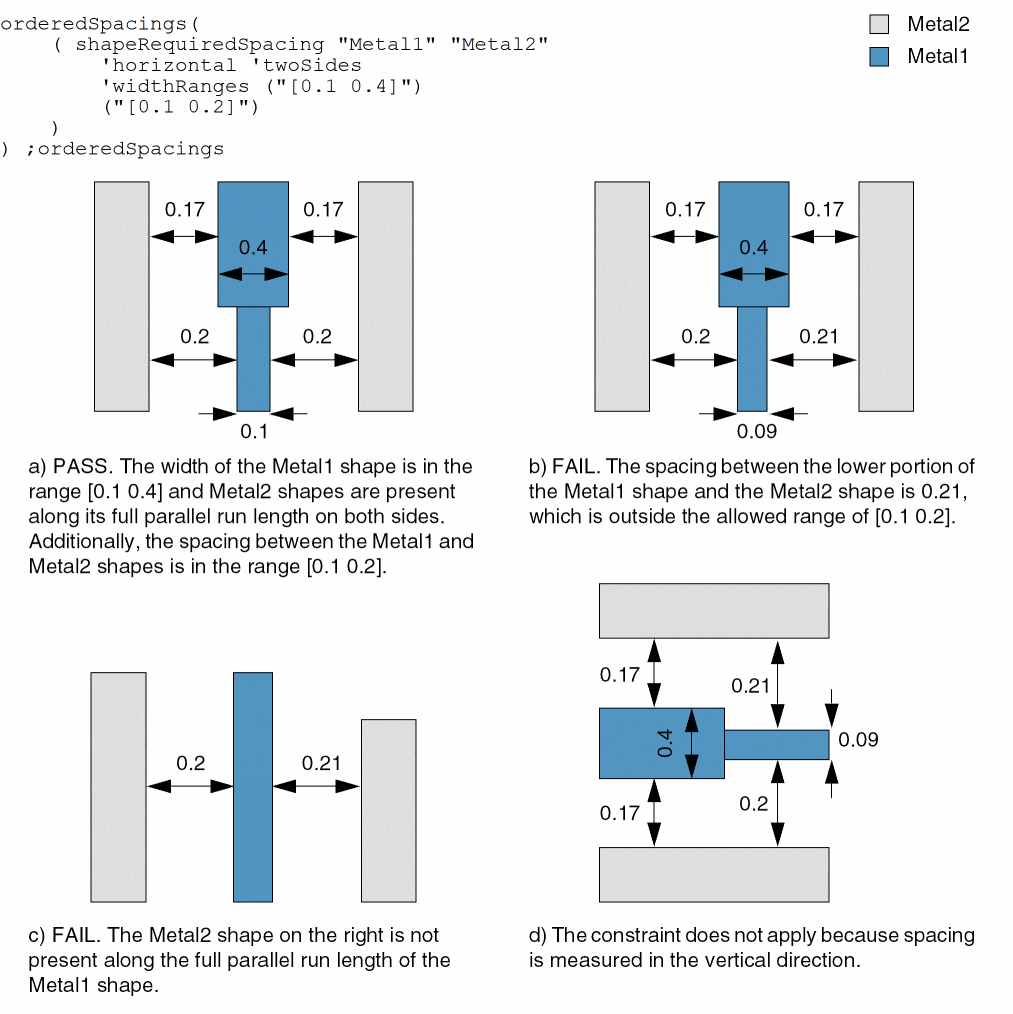 orderedSpacings(
( shapeRequiredSpacing "Metal1" "Metal2"
'horizontal 'twoSides
'widthRanges ("[0.1 0.4]")
("[0.1 0.2]")
)
) ;orderedSpacings
Metal2
Metal1
0.17
0.17
0.4
0.2
0.2
0.1
a) PASS. The width of the Metal1 shape is in the
range [0.1 0.4] and Metal2 shapes are present
along its full parallel run length on both sides.
Additionally, the spacing between the Metal1 and
Metal2 shapes is in the range [0.1 0.2].
0.17
0.17
0.4
0.2
0.21
0.09
b) FAIL. The spacing between the lower portion of
the Metal1 shape and the Metal2 shape is 0.21,
which is outside the allowed range of [0.1 0.2].
0.2
0.21
c) FAIL. The Metal2 shape on the right is not
present along the full parallel run length of the
Metal1 shape.
0.17
0.21
0.4
0.09
0.17
0.2
d) The constraint does not apply because spacing
is measured in the vertical direction.